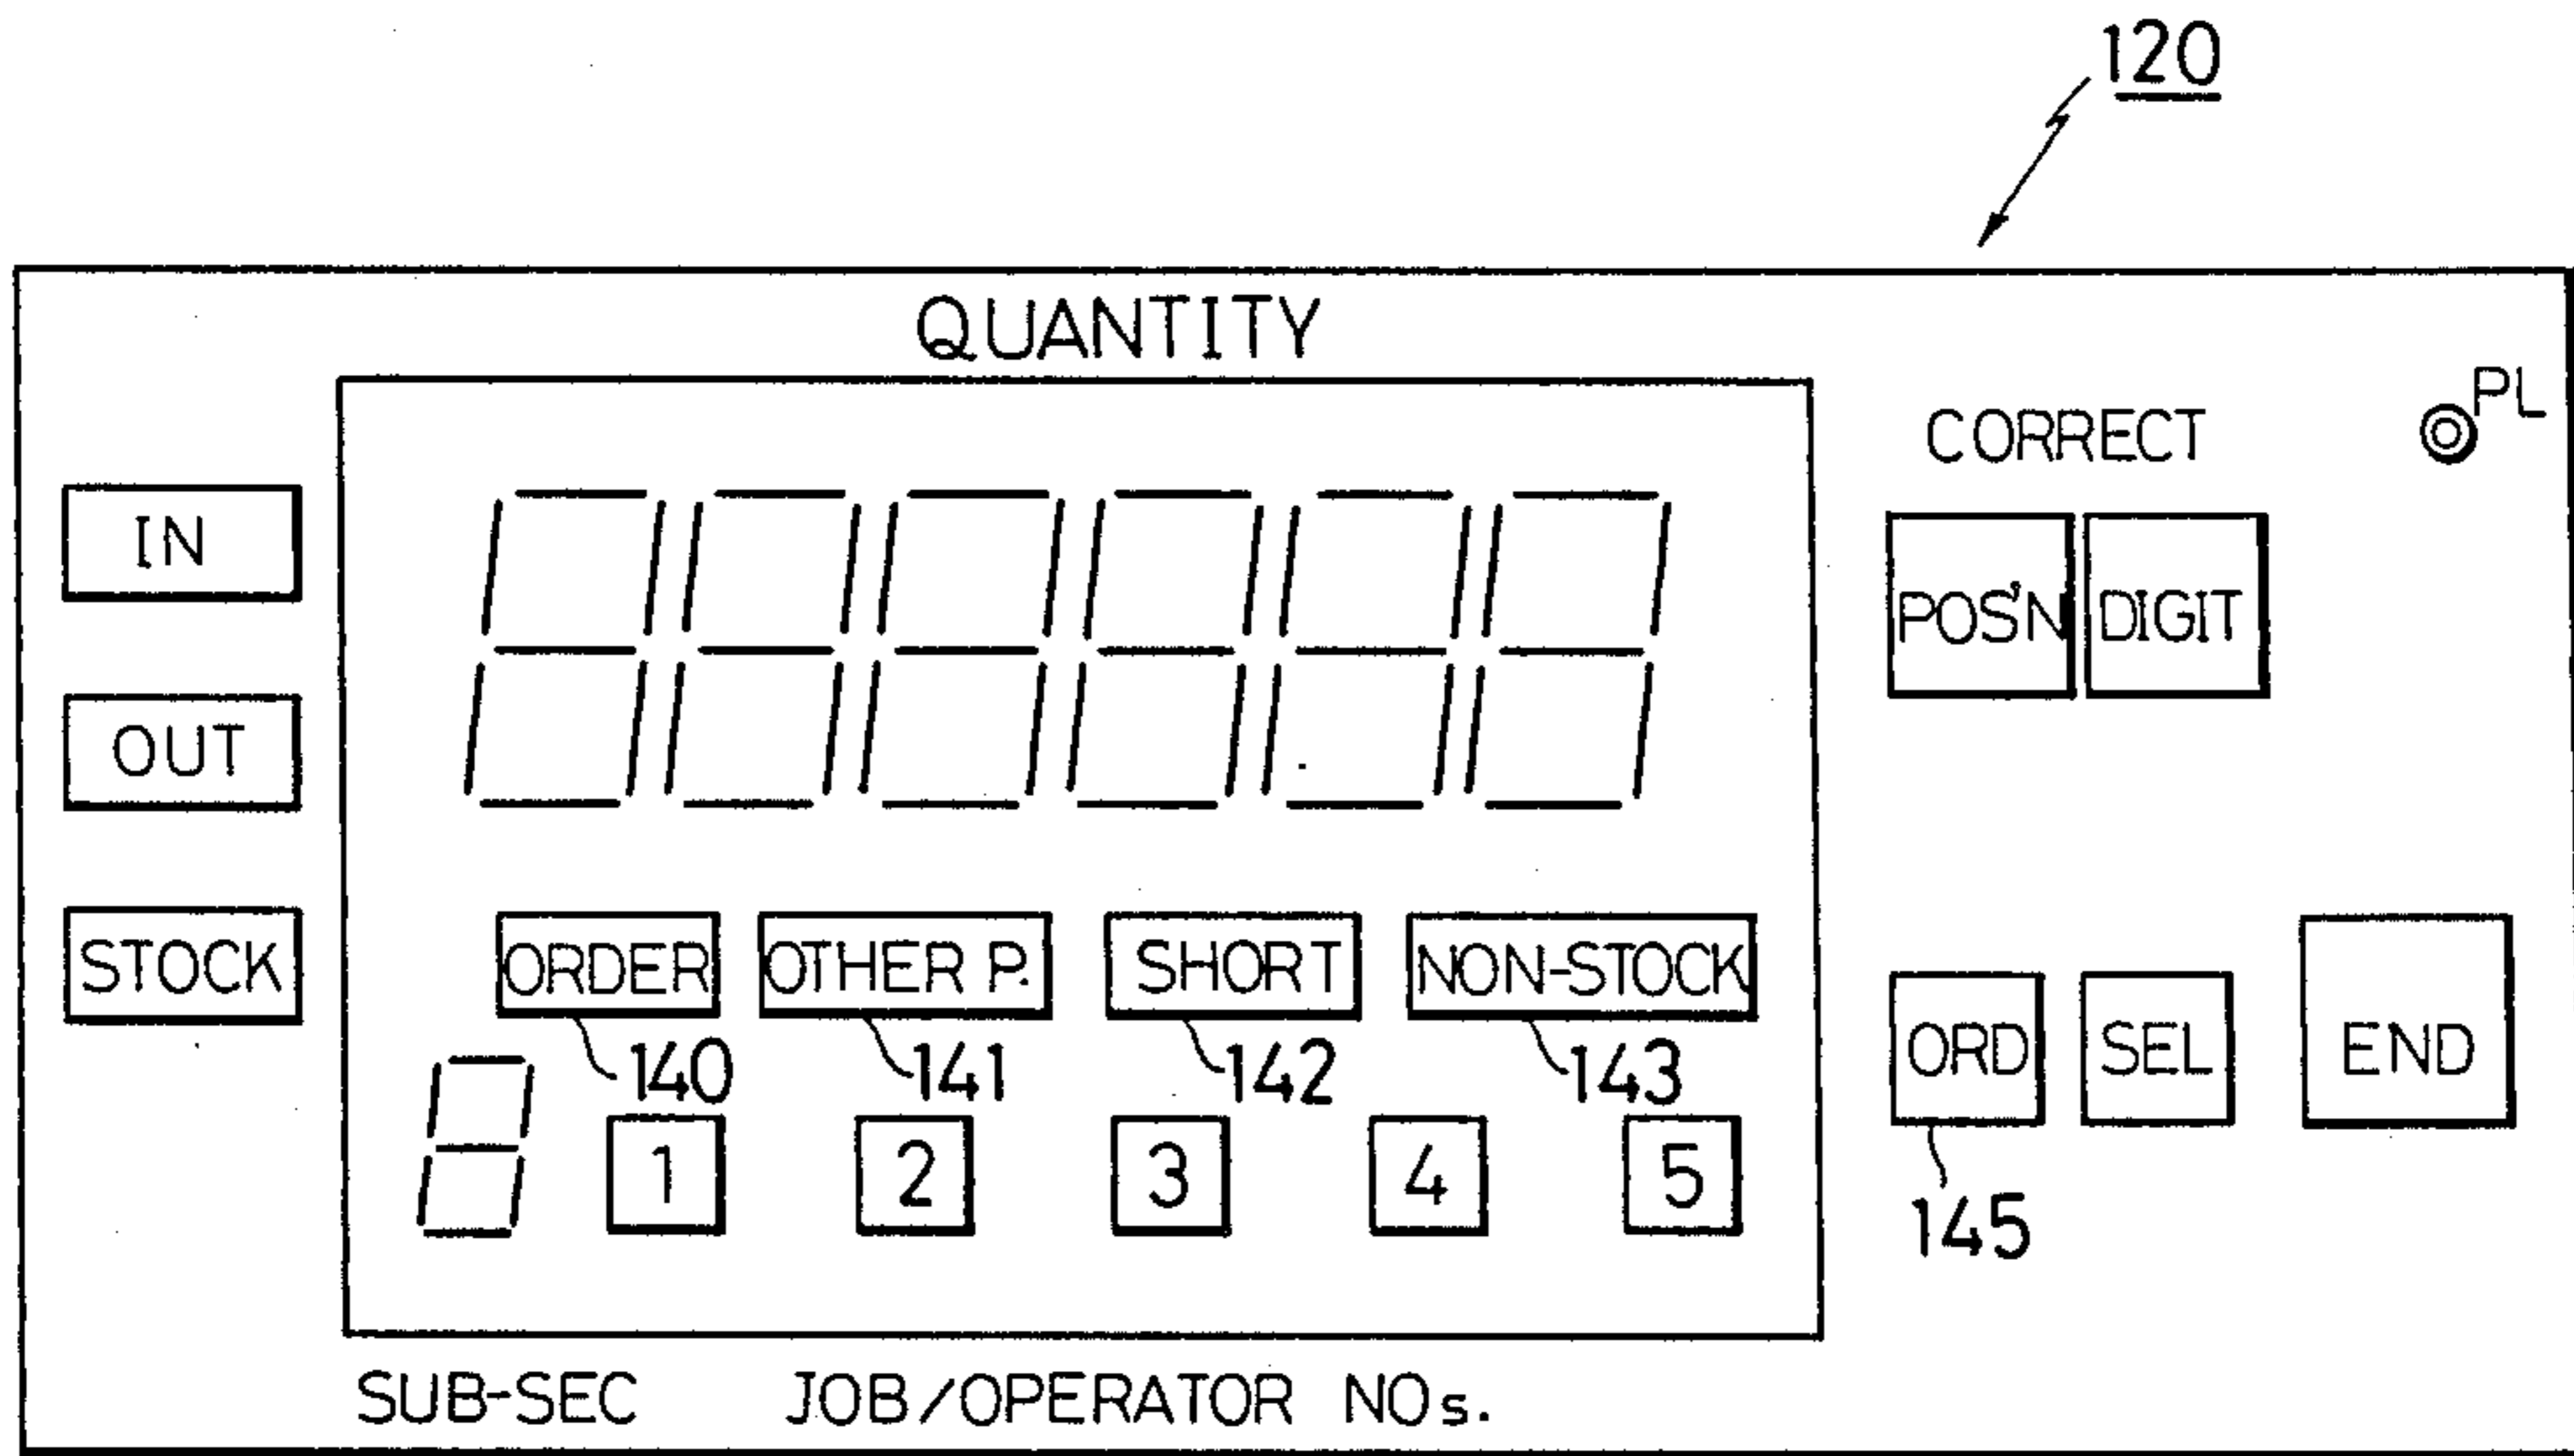 120
QUANTITY
PL
CORRECT
IN
POS'N DIGIT
OUT
STOCK
ORDER OTHER P. SHORT NON-STOCK
140 141 142 143
ORD SEL END
1 2 3 4 5
145
SUB-SEC JOB/OPERATOR NOs.